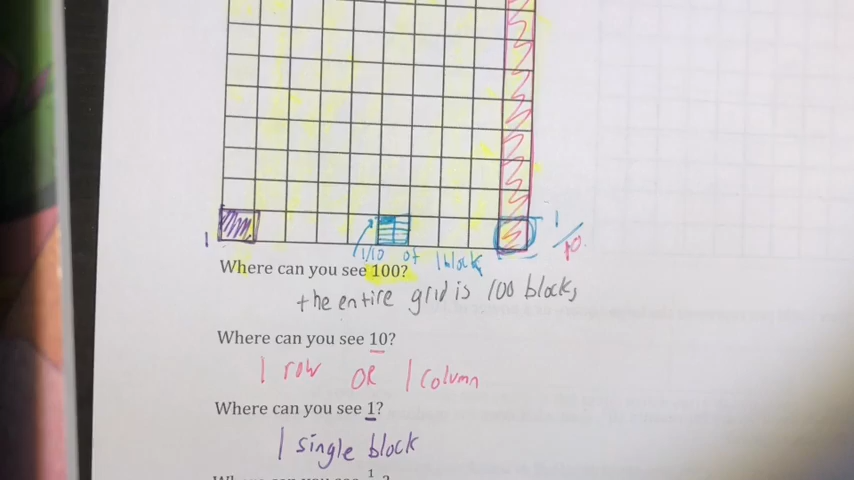 1
1/10 of 1 block
1/10
Where can you see 100?
the entire grid is 100 blocks
Where can you see 10?
1 row OR 1 column
Where can you see 1?
1 single block